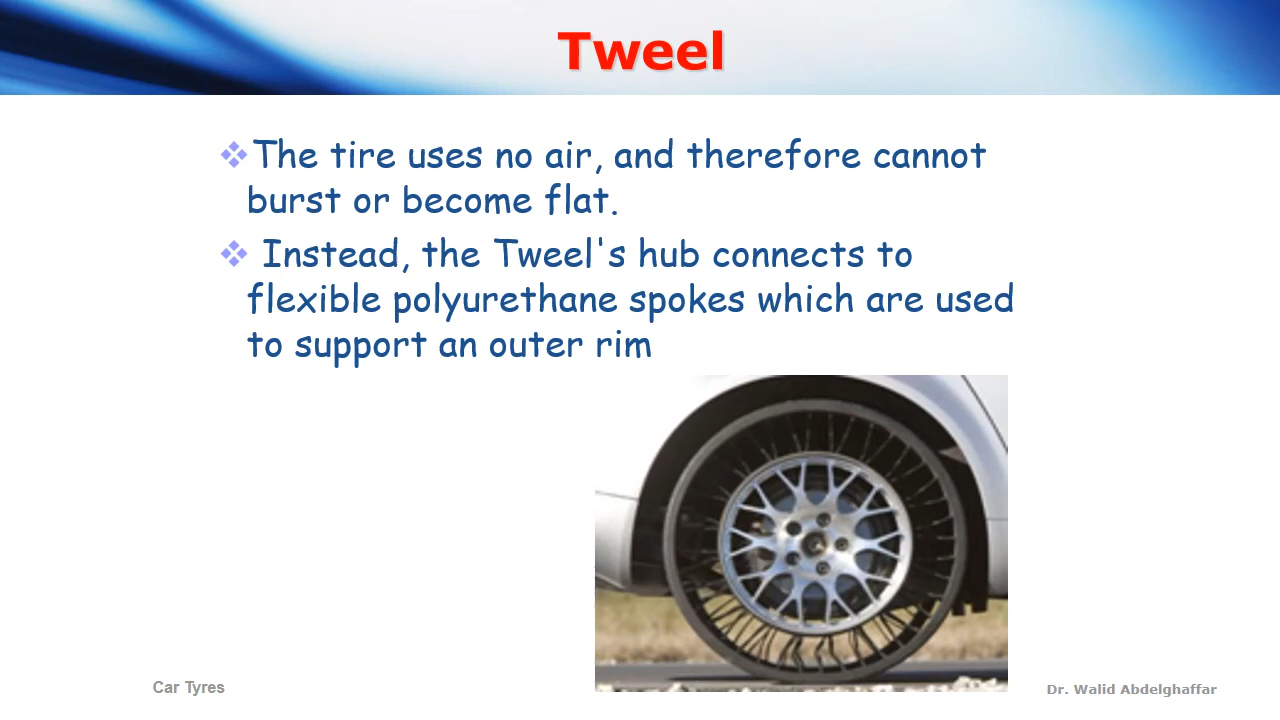 Tweel
The tire uses no air, and therefore cannot
burst or become flat.
Instead, the Tweel's hub connects to
flexible polyurethane spokes which are used
to support an outer rim
Car Tyres
Dr. Walid Abdelghaffar